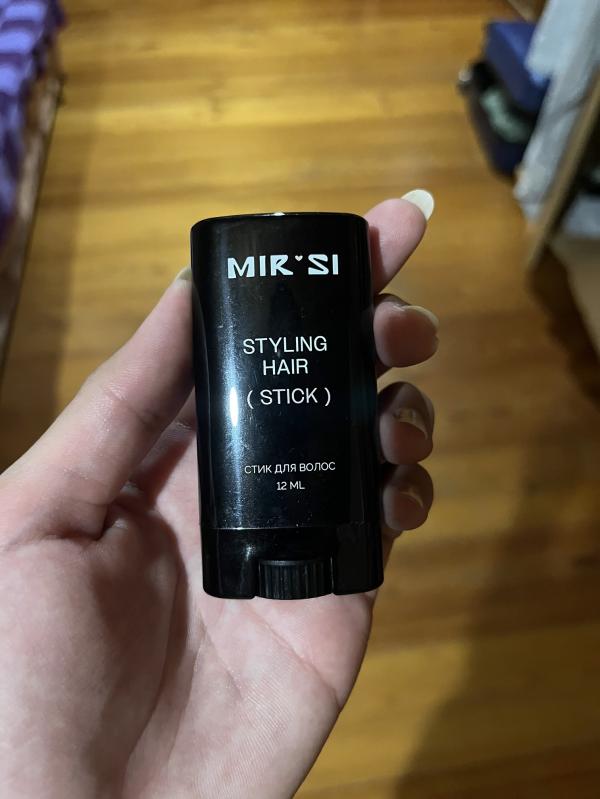 MIR♥SI
STYLING
HAIR
( STICK )
СТИК ДЛЯ ВОЛОС
12 ML